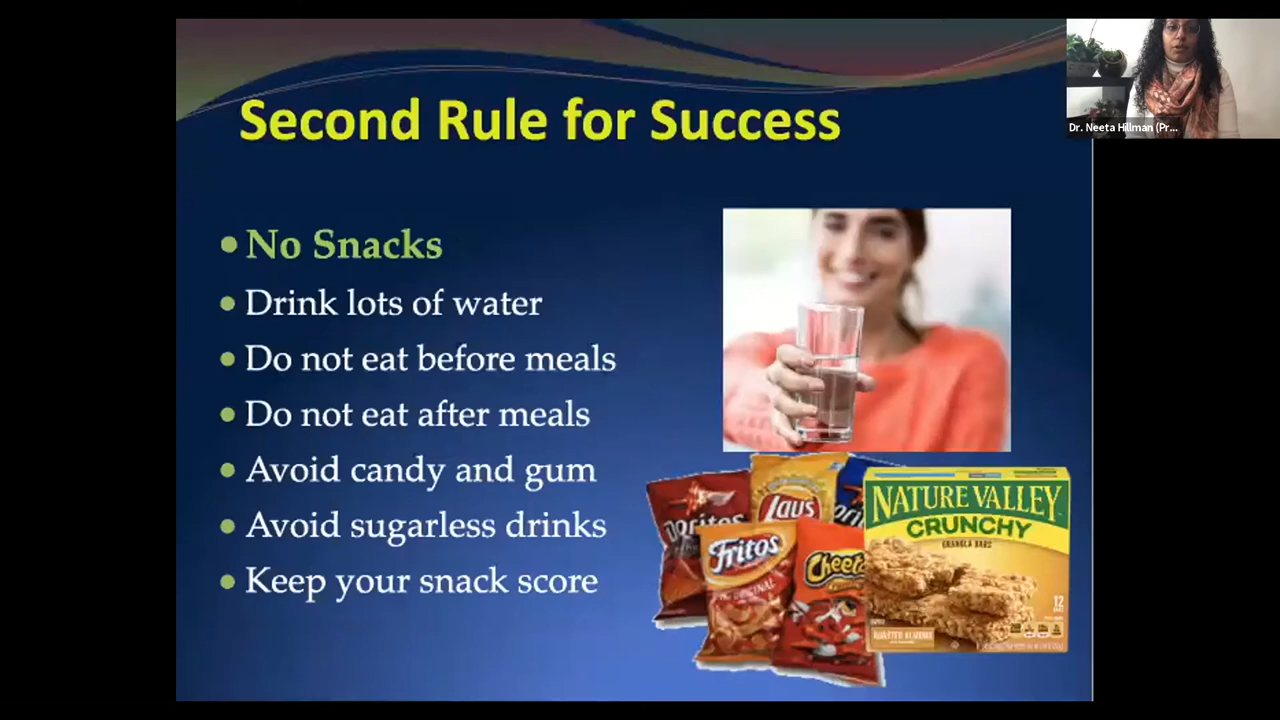 Second Rule for Success
Dr. Neeta Hillman (Pr...
No Snacks
Drink lots of water
Do not eat before meals
Do not eat after meals
Avoid candy and gum
Avoid sugarless drinks
Keep your snack score
Doritos
Lay's
Fritos
ORIGINAL
Cheetos
NATURE VALLEY
CRUNCHY
GRANOLA BARS
12